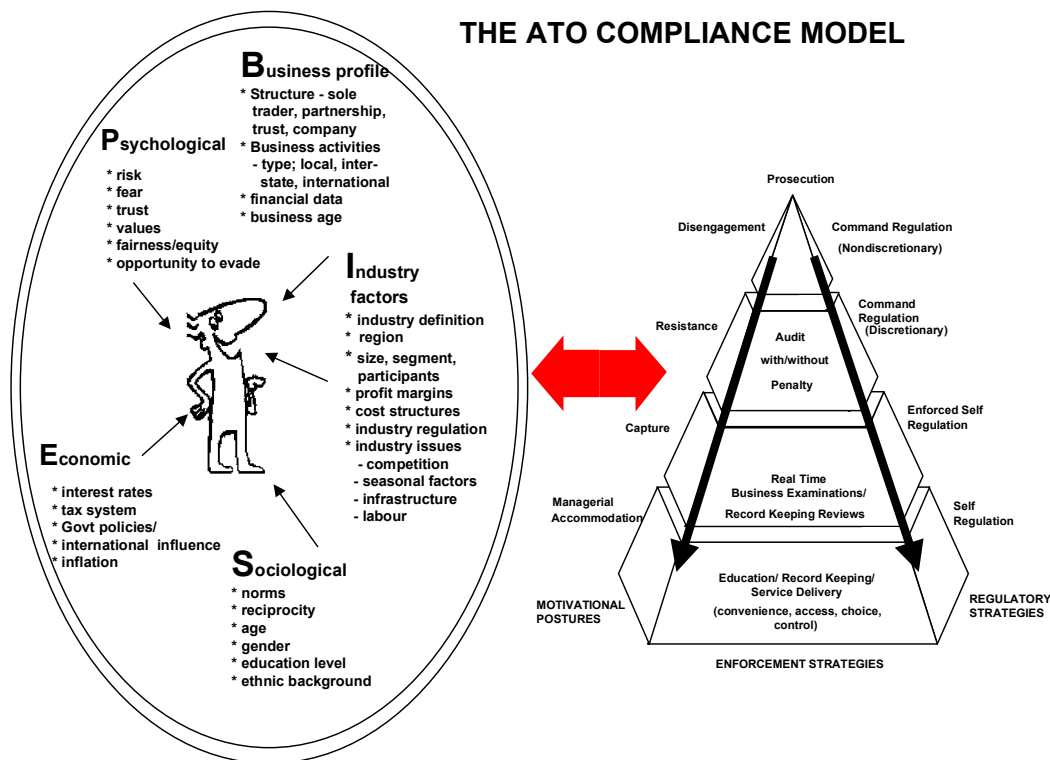 THE ATO COMPLIANCE MODEL
Business profile
* Structure - sole
trader, partnership,
trust, company
* Business activities
- type; local, inter-
state, international
* financial data
* business age
Psychological
* risk
* fear
* trust
* values
* fairness/equity
* opportunity to evade
Industry
factors
* industry definition
* region
* size, segment,
participants
* profit margins
* cost structures
* industry regulation
* industry issues
- competition
- seasonal factors
- infrastructure
- labour
Economic
* interest rates
* tax system
* Govt policies/
* international influence
* inflation
Sociological
* norms
* reciprocity
* age
* gender
* education level
* ethnic background
Prosecution
Disengagement
Command Regulation
(Nondiscretionary)
Resistance
Command
Regulation
(Discretionary)
Audit
with/without
Penalty
Capture
Enforced Self
Regulation
Real Time
Business Examinations/
Record Keeping Reviews
Managerial
Accommodation
Self
Regulation
Education/ Record Keeping/
Service Delivery
(convenience, access, choice,
control)
MOTIVATIONAL
POSTURES
REGULATORY
STRATEGIES
ENFORCEMENT STRATEGIES